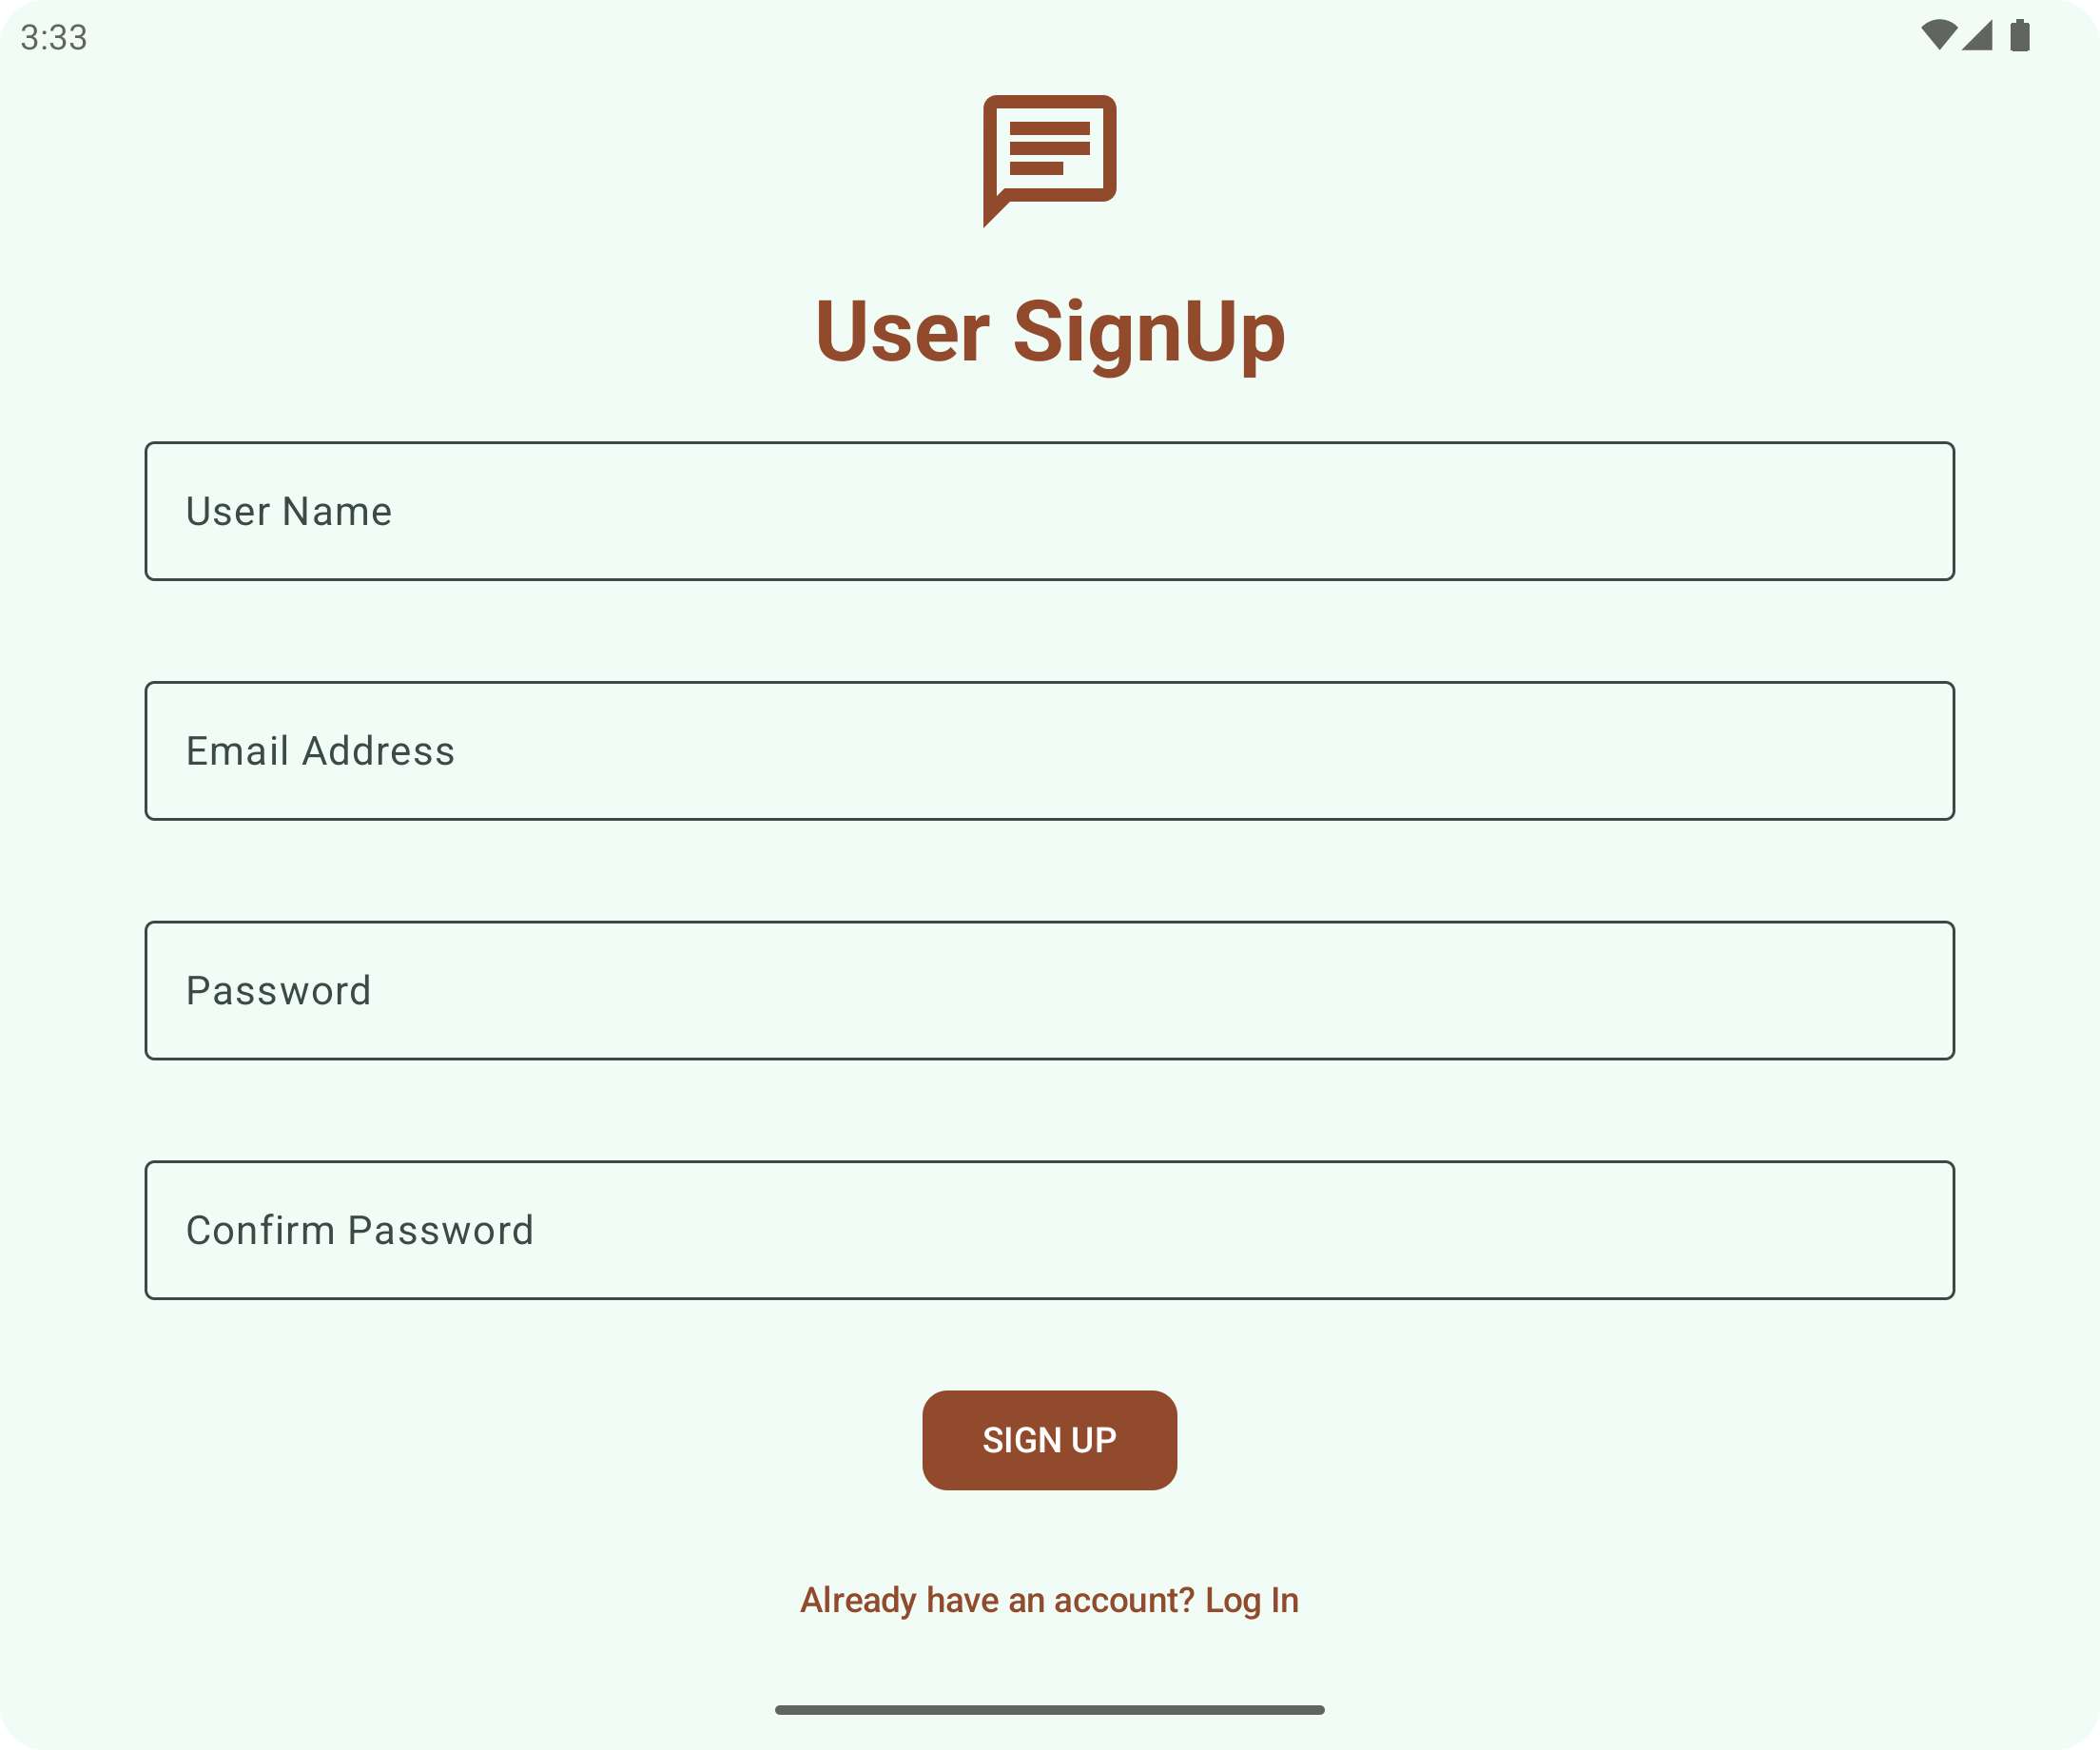 3:33
User SignUp
User Name
Email Address
Password
Confirm Password
SIGN UP
Already have an account? Log In